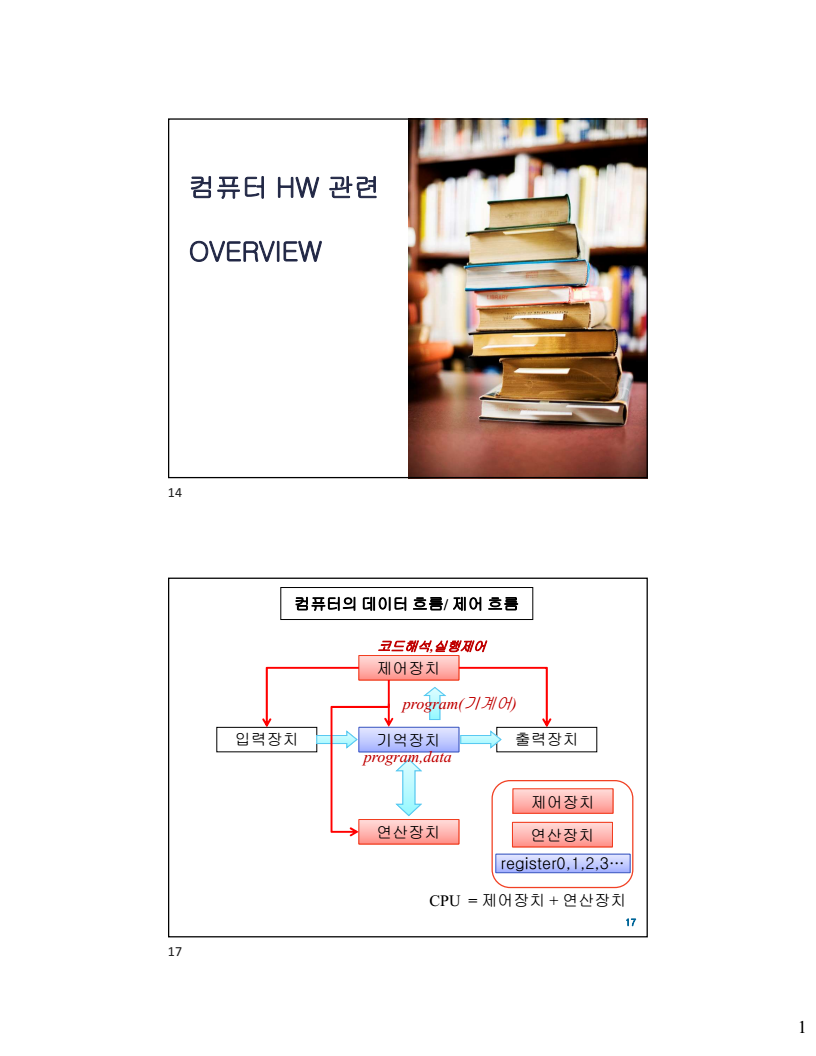 컴퓨터 HW 관련
OVERVIEW
14
컴퓨터의 데이터 흐름/ 제어 흐름
코드해석,실행제어
제어장치
program(기계어)
입력장치
기억장치
출력장치
program,data
연산장치
제어장치
연산장치
register0,1,2,3…
CPU = 제어장치 + 연산장치
17
17
1